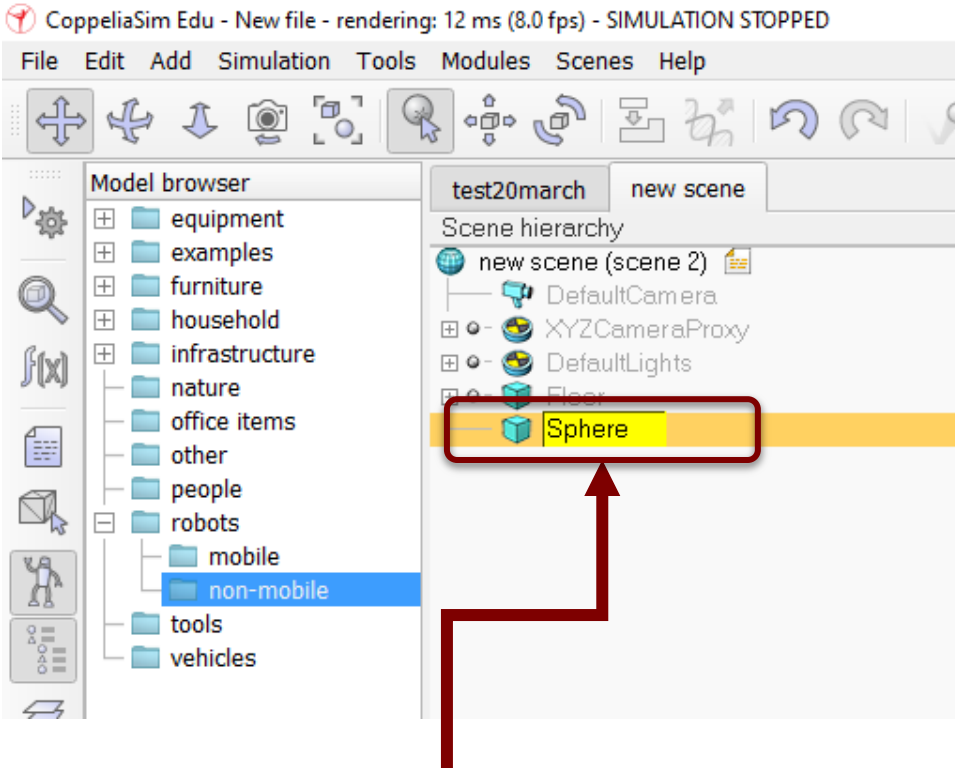 CoppeliaSim Edu - New file - rendering: 12 ms (8.0 fps) - SIMULATION STOPPED
File Edit Add Simulation Tools Modules Scenes Help
Model browser
equipment
examples
furniture
household
infrastructure
nature
office items
other
people
robots
mobile
non-mobile
tools
vehicles
f(x)
test20march new scene
Scene hierarchy
new scene (scene 2)
DefaultCamera
XYZCameraProxy
DefaultLights
Floor
Sphere